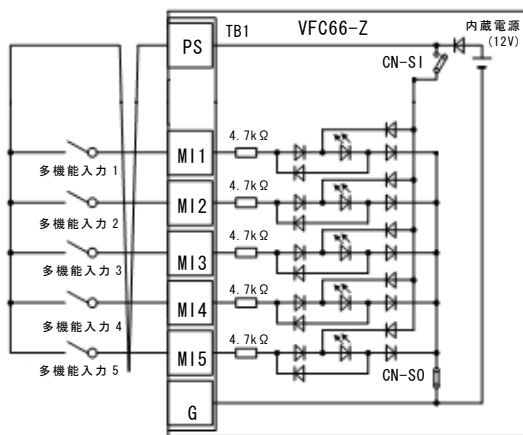 VFC66-Z
TB1
内蔵電源
(12V)
PS
CN-SI
4.7kΩ
MI1
多機能入力1
4.7kΩ
MI2
多機能入力2
4.7kΩ
MI3
多機能入力3
4.7kΩ
MI4
多機能入力4
4.7kΩ
MI5
多機能入力5
CN-SO
G